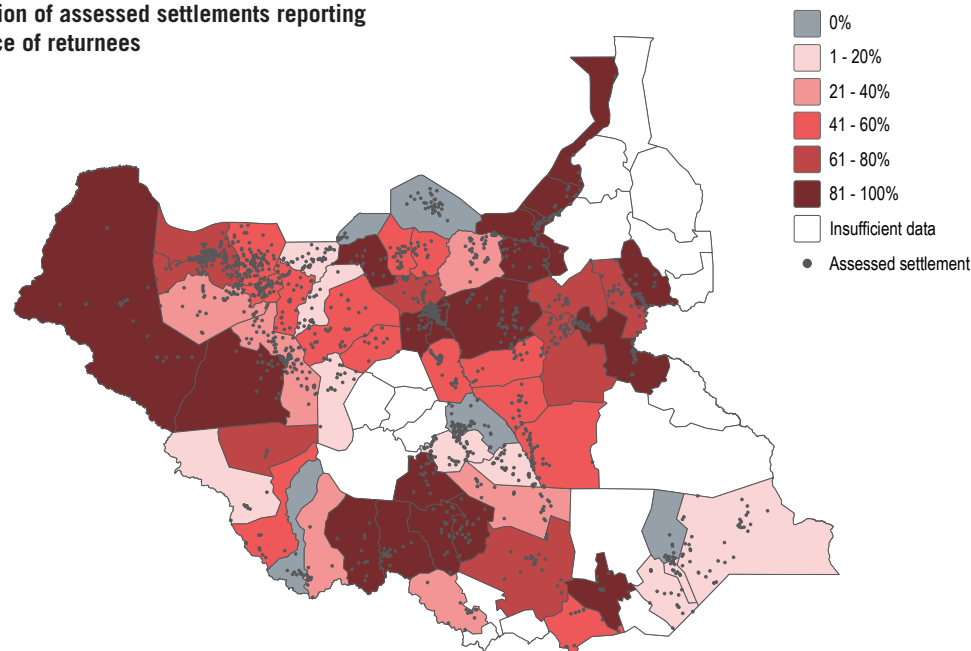 ion of assessed settlements reporting
ce of returnees
0%
1 - 20%
21 - 40%
41 - 60%
61 - 80%
81 - 100%
Insufficient data
Assessed settlement